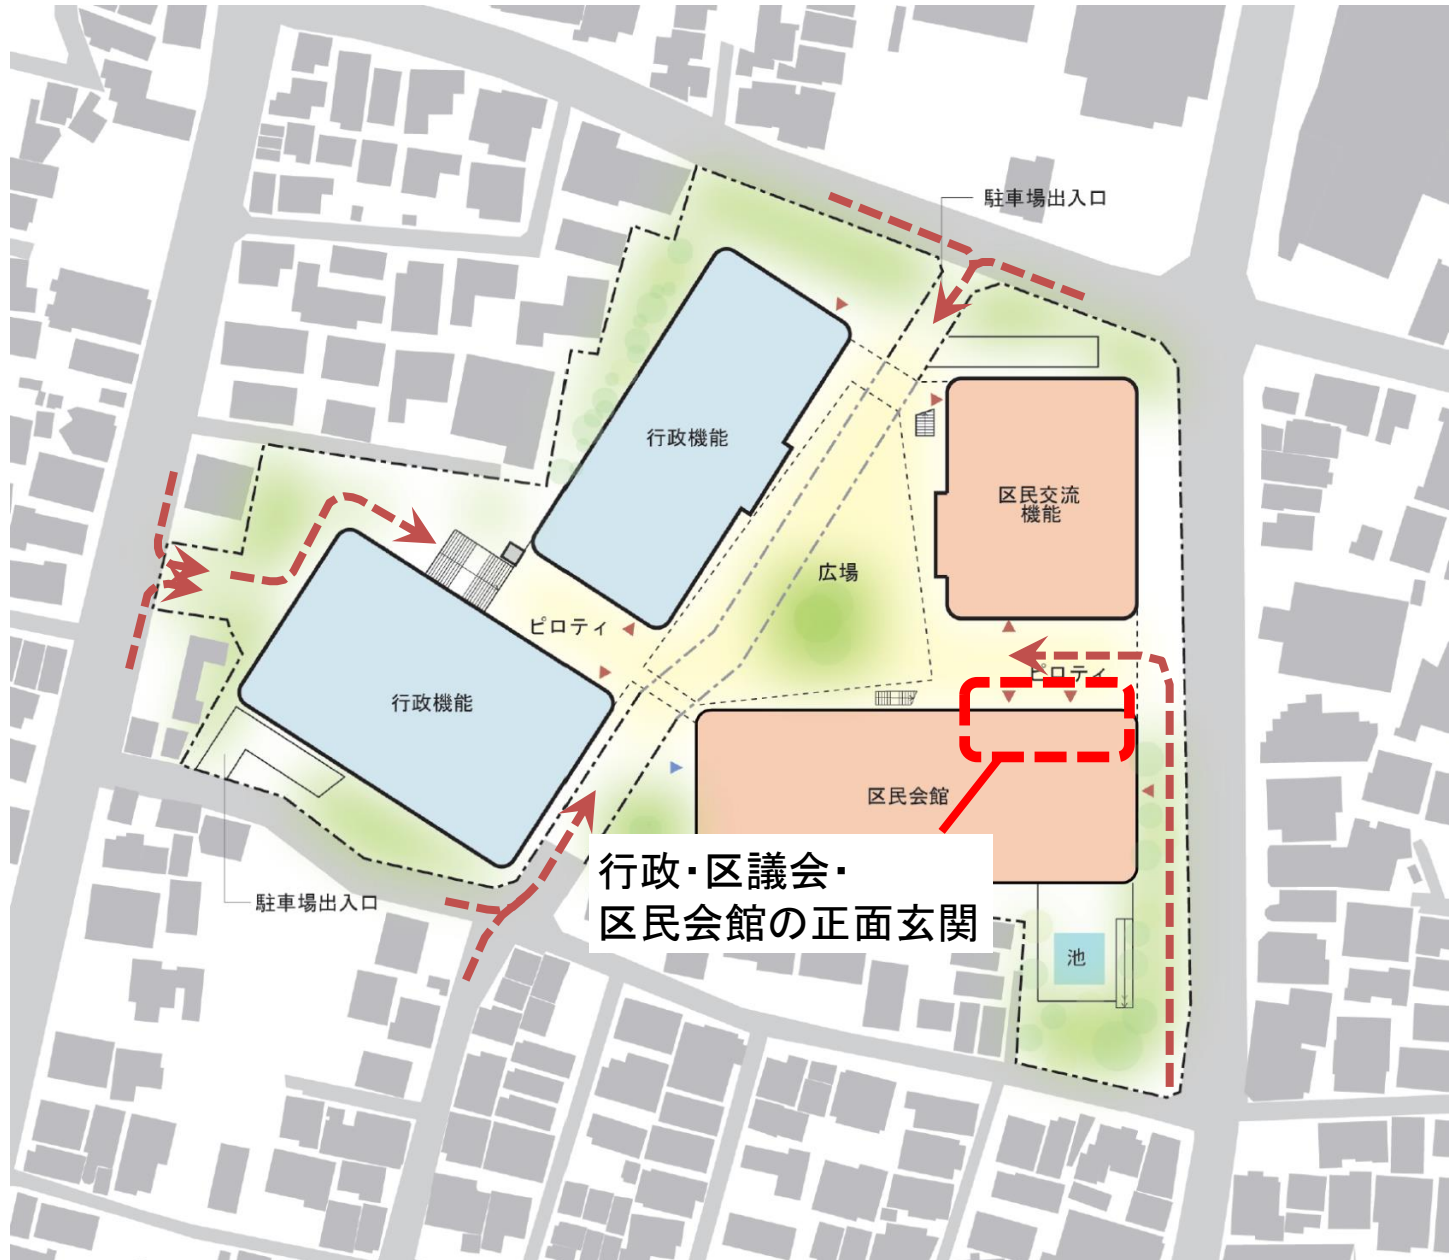 駐車場出入口
行政機能
区民交流
機能
広場
ピロティ
ピロティ
行政機能
区民会館
行政・区議会・
区民会館の正面玄関
駐車場出入口
池